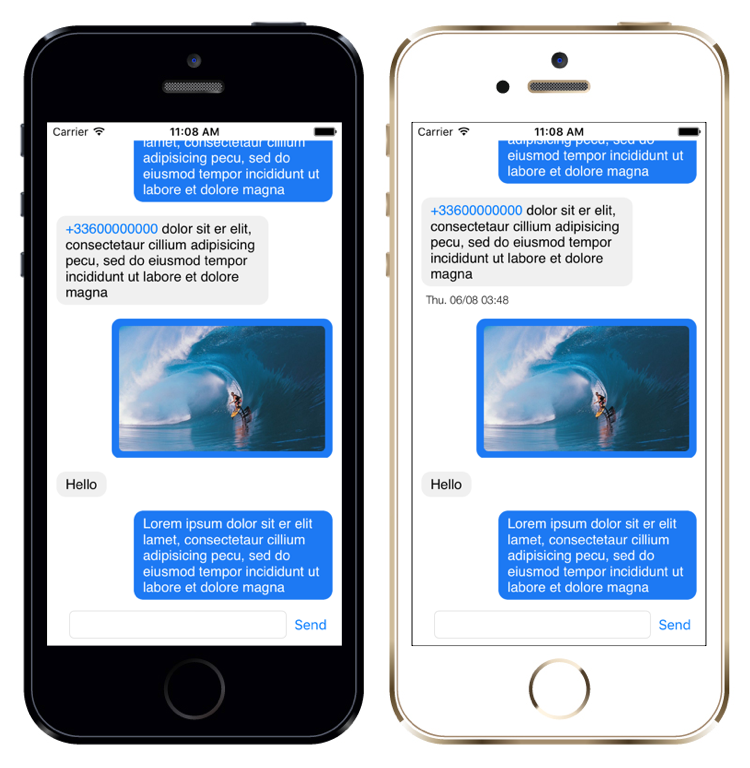 Carrier
11:08 AM
lamet, consectetaur cillium
adipisicing pecu, sed do
eiusmod tempor incididunt ut
labore et dolore magna
+33600000000 dolor sit er elit,
consectetaur cillium adipisicing
pecu, sed do eiusmod tempor
incididunt ut labore et dolore
magna
Hello
Lorem ipsum dolor sit er elit
lamet, consectetaur cillium
adipisicing pecu, sed do
eiusmod tempor incididunt ut
labore et dolore magna
Send
Carrier
11:08 AM
adipisicing pecu, sed do
eiusmod tempor incididunt ut
labore et dolore magna
+33600000000 dolor sit er elit,
consectetaur cillium adipisicing
pecu, sed do eiusmod tempor
incididunt ut labore et dolore
magna
Thu. 06/08 03:48
Hello
Lorem ipsum dolor sit er elit
lamet, consectetaur cillium
adipisicing pecu, sed do
eiusmod tempor incididunt ut
labore et dolore magna
Send